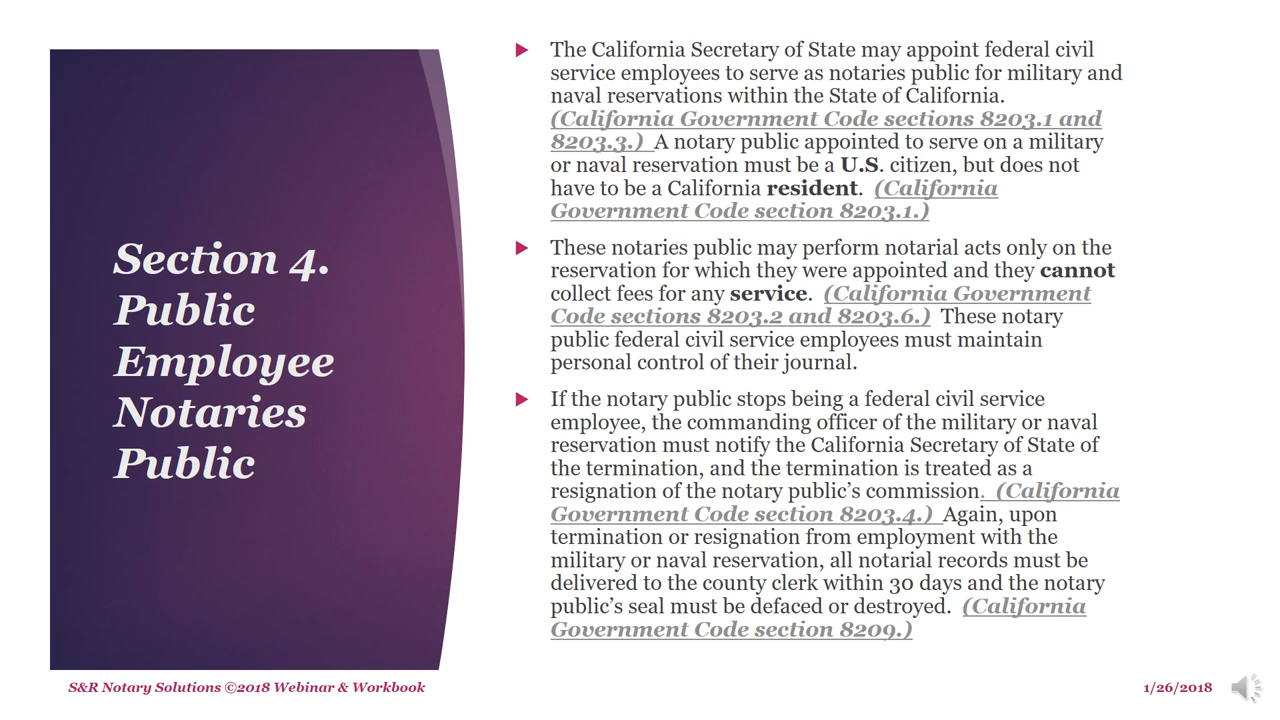 Section 4.
Public
Employee
Notaries
Public
The California Secretary of State may appoint federal civil
service employees to serve as notaries public for military and
naval reservations within the State of California.
(California Government Code sections 8203.1 and
8203.3.) A notary public appointed to serve on a military
or naval reservation must be a U.S. citizen, but does not
have to be a California resident. (California
Government Code section 8203.1.)
These notaries public may perform notarial acts only on the
reservation for which they were appointed and they cannot
collect fees for any service. (California Government
Code sections 8203.2 and 8203.6.) These notary
public federal civil service employees must maintain
personal control of their journal.
If the notary public stops being a federal civil service
employee, the commanding officer of the military or naval
reservation must notify the California Secretary of State of
the termination, and the termination is treated as a
resignation of the notary public’s commission. (California
Government Code section 8203.4.) Again, upon
termination or resignation from employment with the
military or naval reservation, all notarial records must be
delivered to the county clerk within 30 days and the notary
public’s seal must be defaced or destroyed. (California
Government Code section 8209.)
S&R Notary Solutions ©2018 Webinar & Workbook
1/26/2018